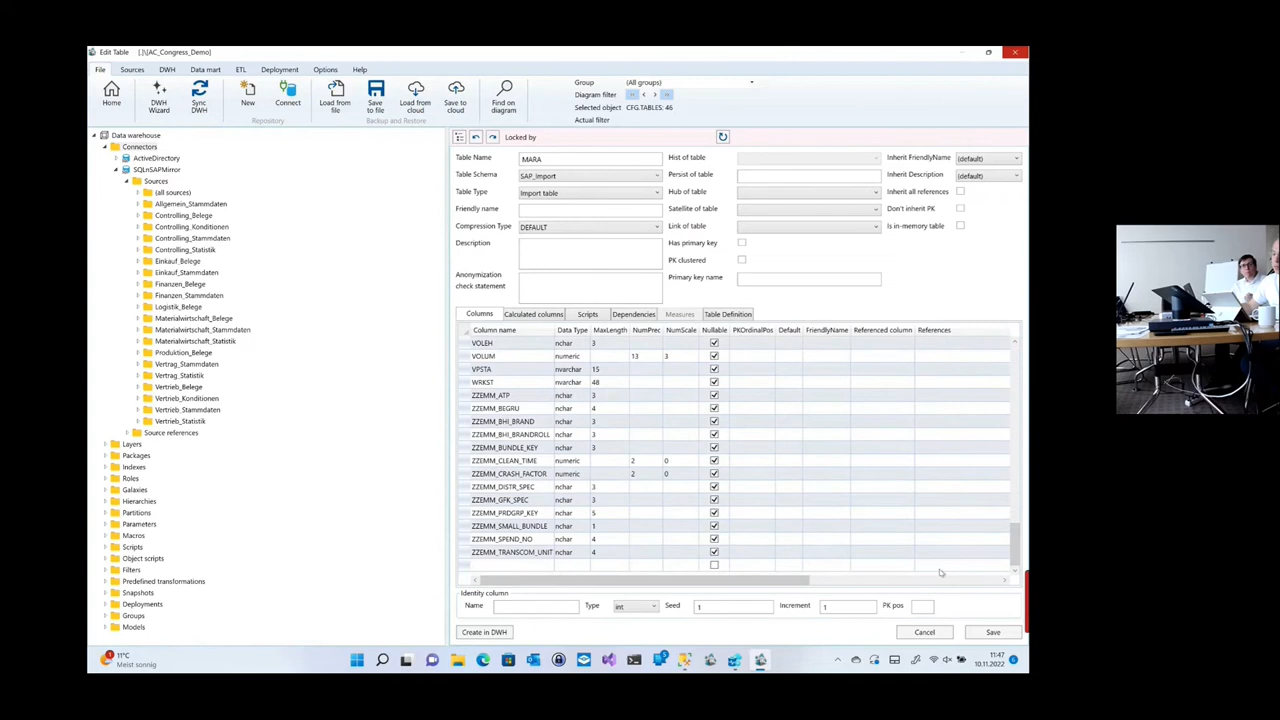 Edit Table [.]\[AC_Congress_Demo]
File Sources DWH Data mart ETL Deployment Options Help
Home DWH Wizard Sync DWH New Connect Load from file Save to file Load from cloud Save to cloud Find on diagram
Repository Backup and Restore
Group (All groups)
Diagram filter
Selected object CFG.TABLES: 46
Actual filter
Data warehouse
Connectors
ActiveDirectory
SQLnSAPMirror
Sources
(all sources)
Allgemein_Stammdaten
Controlling_Belege
Controlling_Konditionen
Controlling_Stammdaten
Controlling_Statistik
Einkauf_Belege
Einkauf_Stammdaten
Finanzen_Belege
Finanzen_Stammdaten
Logistik_Belege
Materialwirtschaft_Belege
Materialwirtschaft_Stammdaten
Materialwirtschaft_Statistik
Produktion_Belege
Vertrag_Stammdaten
Vertrag_Statistik
Vertrieb_Belege
Vertrieb_Konditionen
Vertrieb_Stammdaten
Vertrieb_Statistik
Source references
Layers
Packages
Indexes
Roles
Galaxies
Hierarchies
Partitions
Parameters
Macros
Scripts
Object scripts
Filters
Predefined transformations
Snapshots
Deployments
Groups
Models
Locked by
Table Name MARA Hist of table Inherit FriendlyName (default)
Table Schema SAP_Import Persist of table Inherit Description (default)
Table Type Import table Hub of table Inherit all references
Friendly name Satellite of table Don't inherit PK
Compression Type DEFAULT Link of table Is in-memory table
Description Has primary key
PK clustered
Anonymization check statement Primary key name
Columns Calculated columns Scripts Dependencies Measures Table Definition
Column name Data Type MaxLength NumPrec NumScale Nullable PKOrdinalPos Default FriendlyName Referenced column References
VOLEH nchar 3
VOLUM numeric 13 3
VPSTA nvarchar 15
WRKST nvarchar 48
ZZEMM_ATP nchar 3
ZZEMM_BEGRU nchar 4
ZZEMM_BHI_BRAND nchar 3
ZZEMM_BHI_BRANDROLL nchar 3
ZZEMM_BUNDLE_KEY nchar 3
ZZEMM_CLEAN_TIME numeric 2 0
ZZEMM_CRASH_FACTOR numeric 2 0
ZZEMM_DISTR_SPEC nchar 3
ZZEMM_GFK_SPEC nchar 3
ZZEMM_PRDGRP_KEY nchar 5
ZZEMM_SMALL_BUNDLE nchar 1
ZZEMM_SPEND_NO nchar 4
ZZEMM_TRANSCOM_UNIT nchar 4
Identity column
Name Type int Seed 1 Increment 1 PK pos
Create in DWH Cancel Save
11°C
Meist sonnig
11:47
10.11.2022